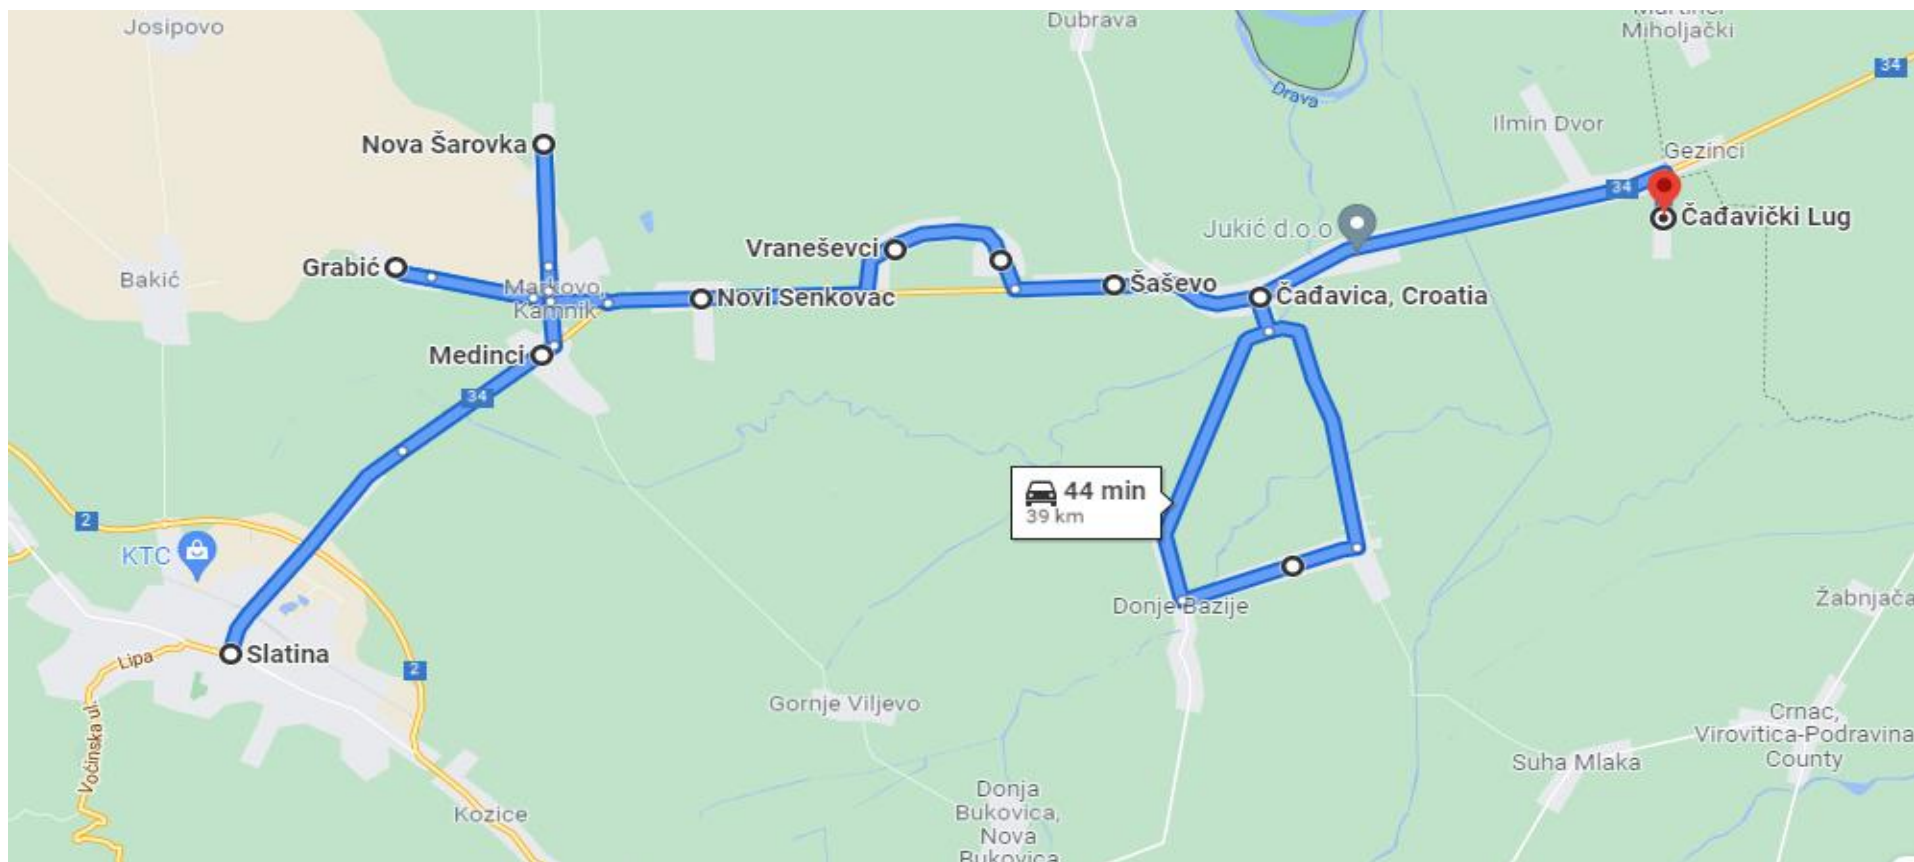 Josipovo
Dubrava
Miholjački
34
Drava
Ilmin Dvor
Nova Šarovka
Gezinci
34
Čađavički Lug
Jukić d.o.o
Vraneševci
Grabić
Bakić
Markovo,
Kamnik
Novi Senkovac
Šaševo
Čađavica, Croatia
Medinci
34
44 min
39 km
2
KTC
Donje Bazije
Žabnjača
Slatina
Lipa
2
Gornje Viljevo
Voćinska ul.
Crnac,
Virovitica-Podravina
County
Suha Mlaka
Kozice
Donja
Bukovica,
Nova
Bukovica